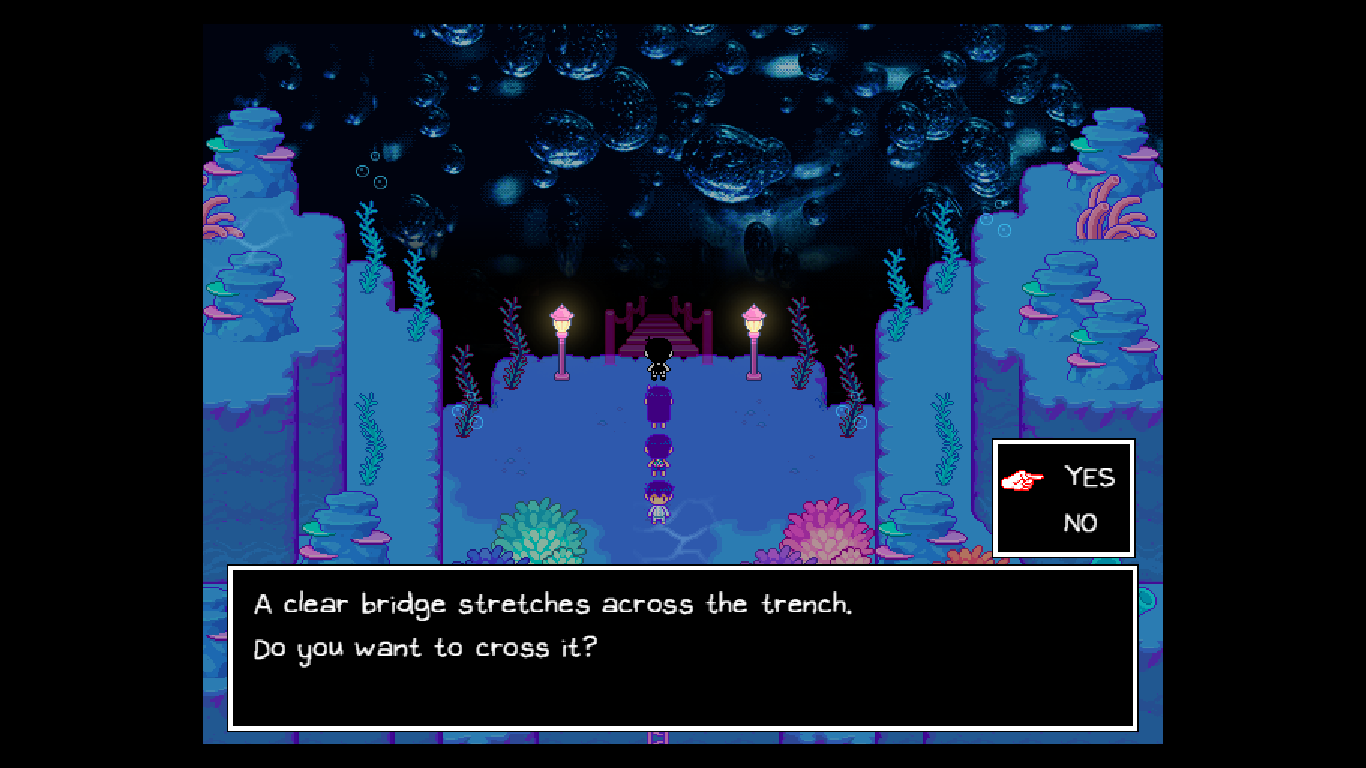 YES
NO
A clear bridge stretches across the trench.
Do you want to cross it?